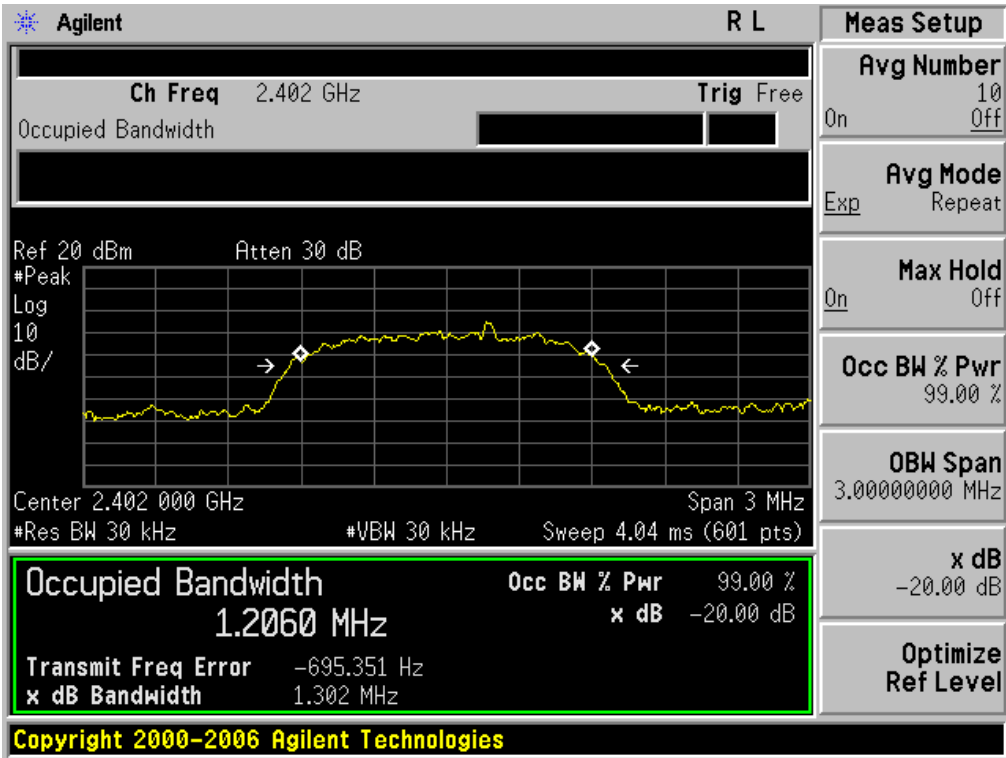 Agilent R L
Ch Freq 2.402 GHz Trig Free
Occupied Bandwidth
Ref 20 dBm Atten 30 dB
#Peak
Log
10
dB/
Center 2.402 000 GHz Span 3 MHz
#Res BW 30 kHz #VBW 30 kHz Sweep 4.04 ms (601 pts)
Occupied Bandwidth Occ BW % Pwr 99.00 %
1.2060 MHz x dB -20.00 dB
Transmit Freq Error -695.351 Hz
x dB Bandwidth 1.302 MHz
Copyright 2000-2006 Agilent Technologies
Meas Setup
Avg Number
10
On Off
Avg Mode
Exp Repeat
Max Hold
On Off
Occ BW % Pwr
99.00 %
OBW Span
3.00000000 MHz
x dB
-20.00 dB
Optimize
Ref Level